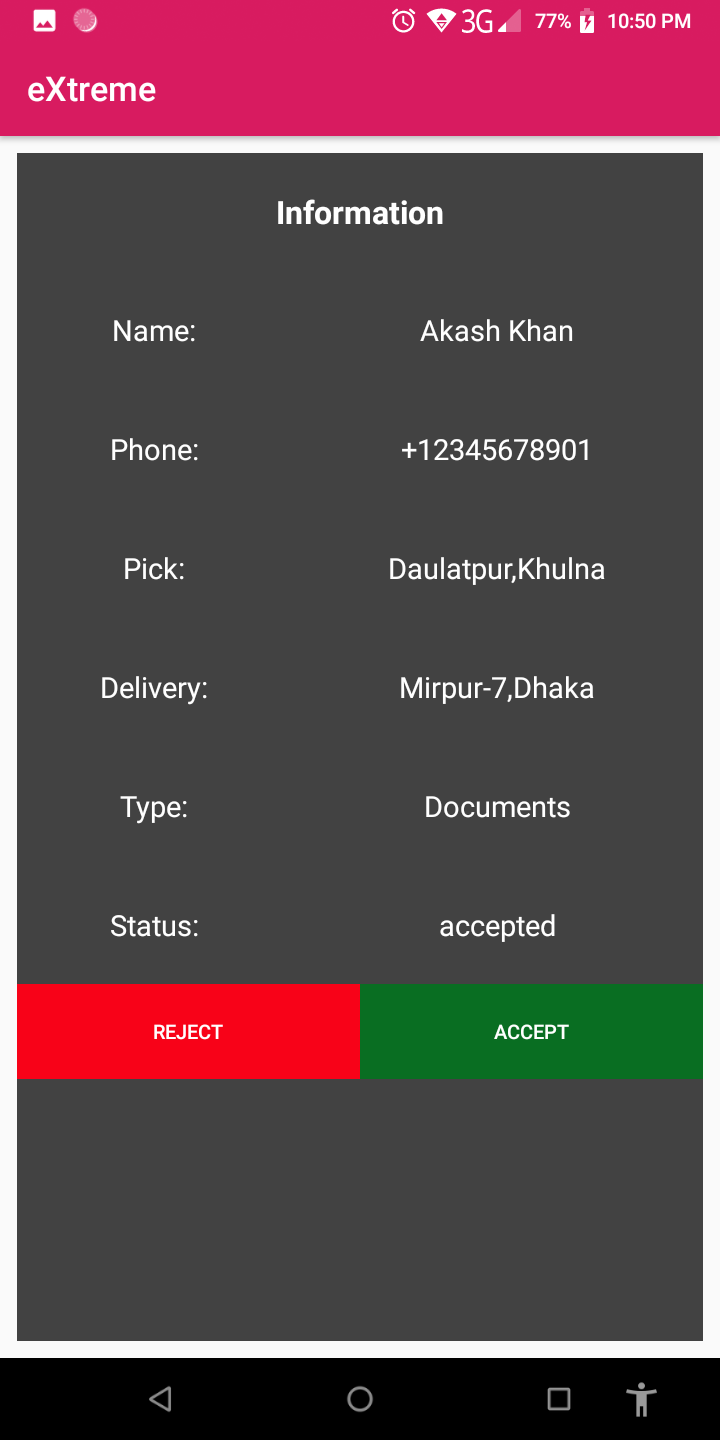 3G 77% 10:50 PM
eXtreme
Information
Name: Akash Khan
Phone: +12345678901
Pick: Daulatpur,Khulna
Delivery: Mirpur-7,Dhaka
Type: Documents
Status: accepted
REJECT ACCEPT